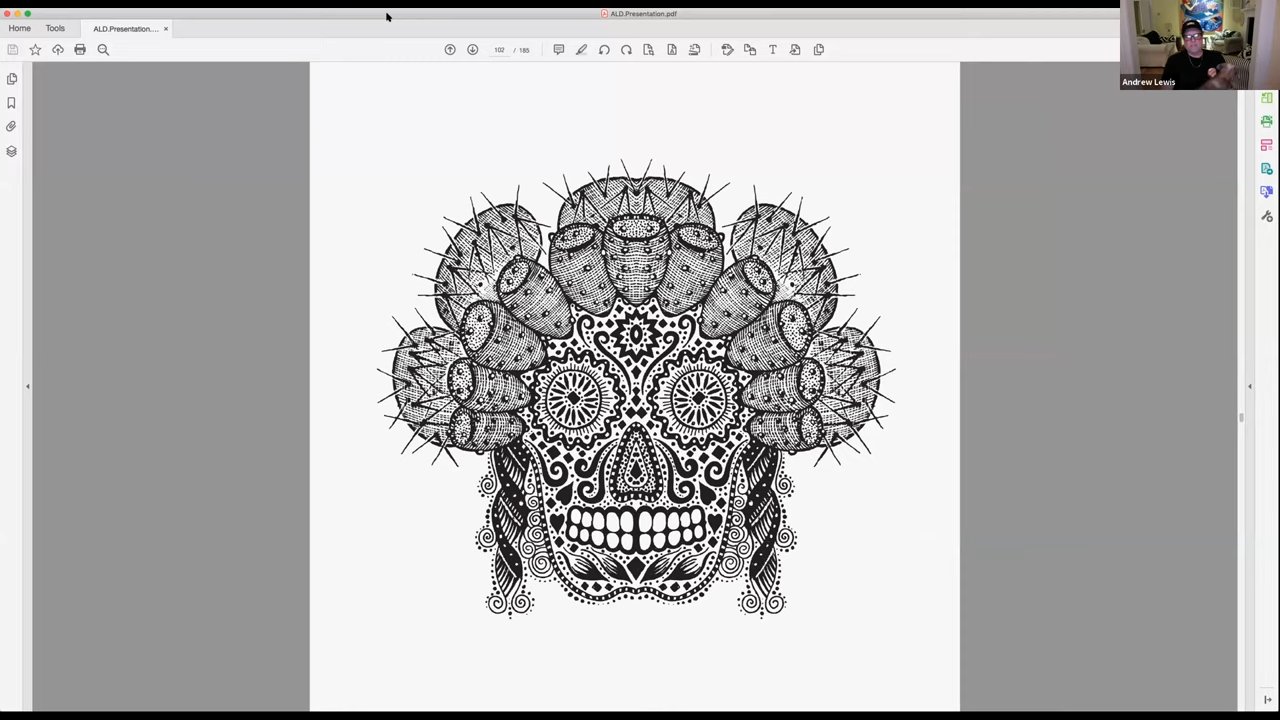 ALD.Presentation.pdf
Home
Tools
ALD.Presentation.... ×
102 / 185
Andrew Lewis